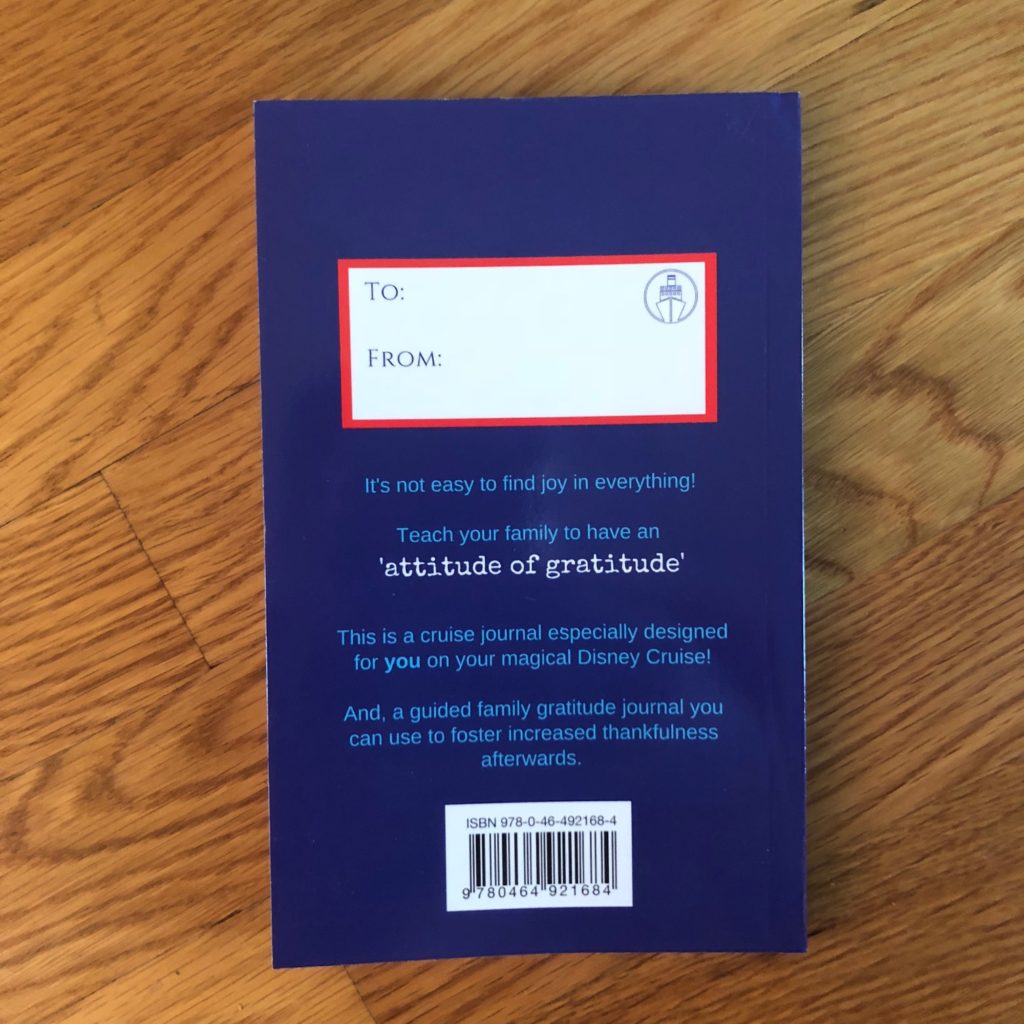 To:
From:
It's not easy to find joy in everything!
Teach your family to have an
'attitude of gratitude'
This is a cruise journal especially designed
for you on your magical Disney Cruise!
And, a guided family gratitude journal you
can use to foster increased thankfulness
afterwards.
ISBN 978-0-46-492168-4
9 780464 921684